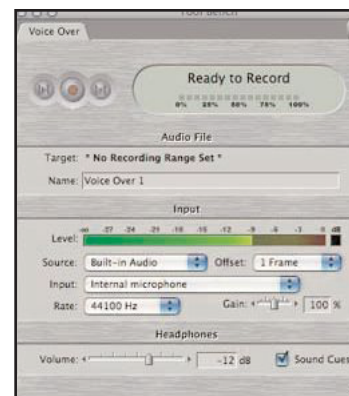 Tool Bench
Voice Over
Ready to Record
0% 25% 50% 75% 100%
Audio File
Target: * No Recording Range Set *
Name: Voice Over 1
Input
Level: -∞ -27 -24 -21 -18 -15 -12 -9 -6 -3 0 dB
Source: Built-in Audio Offset: 1 Frame
Input: Internal microphone
Rate: 44100 Hz Gain: 100 %
Headphones
Volume: -12 dB Sound Cues